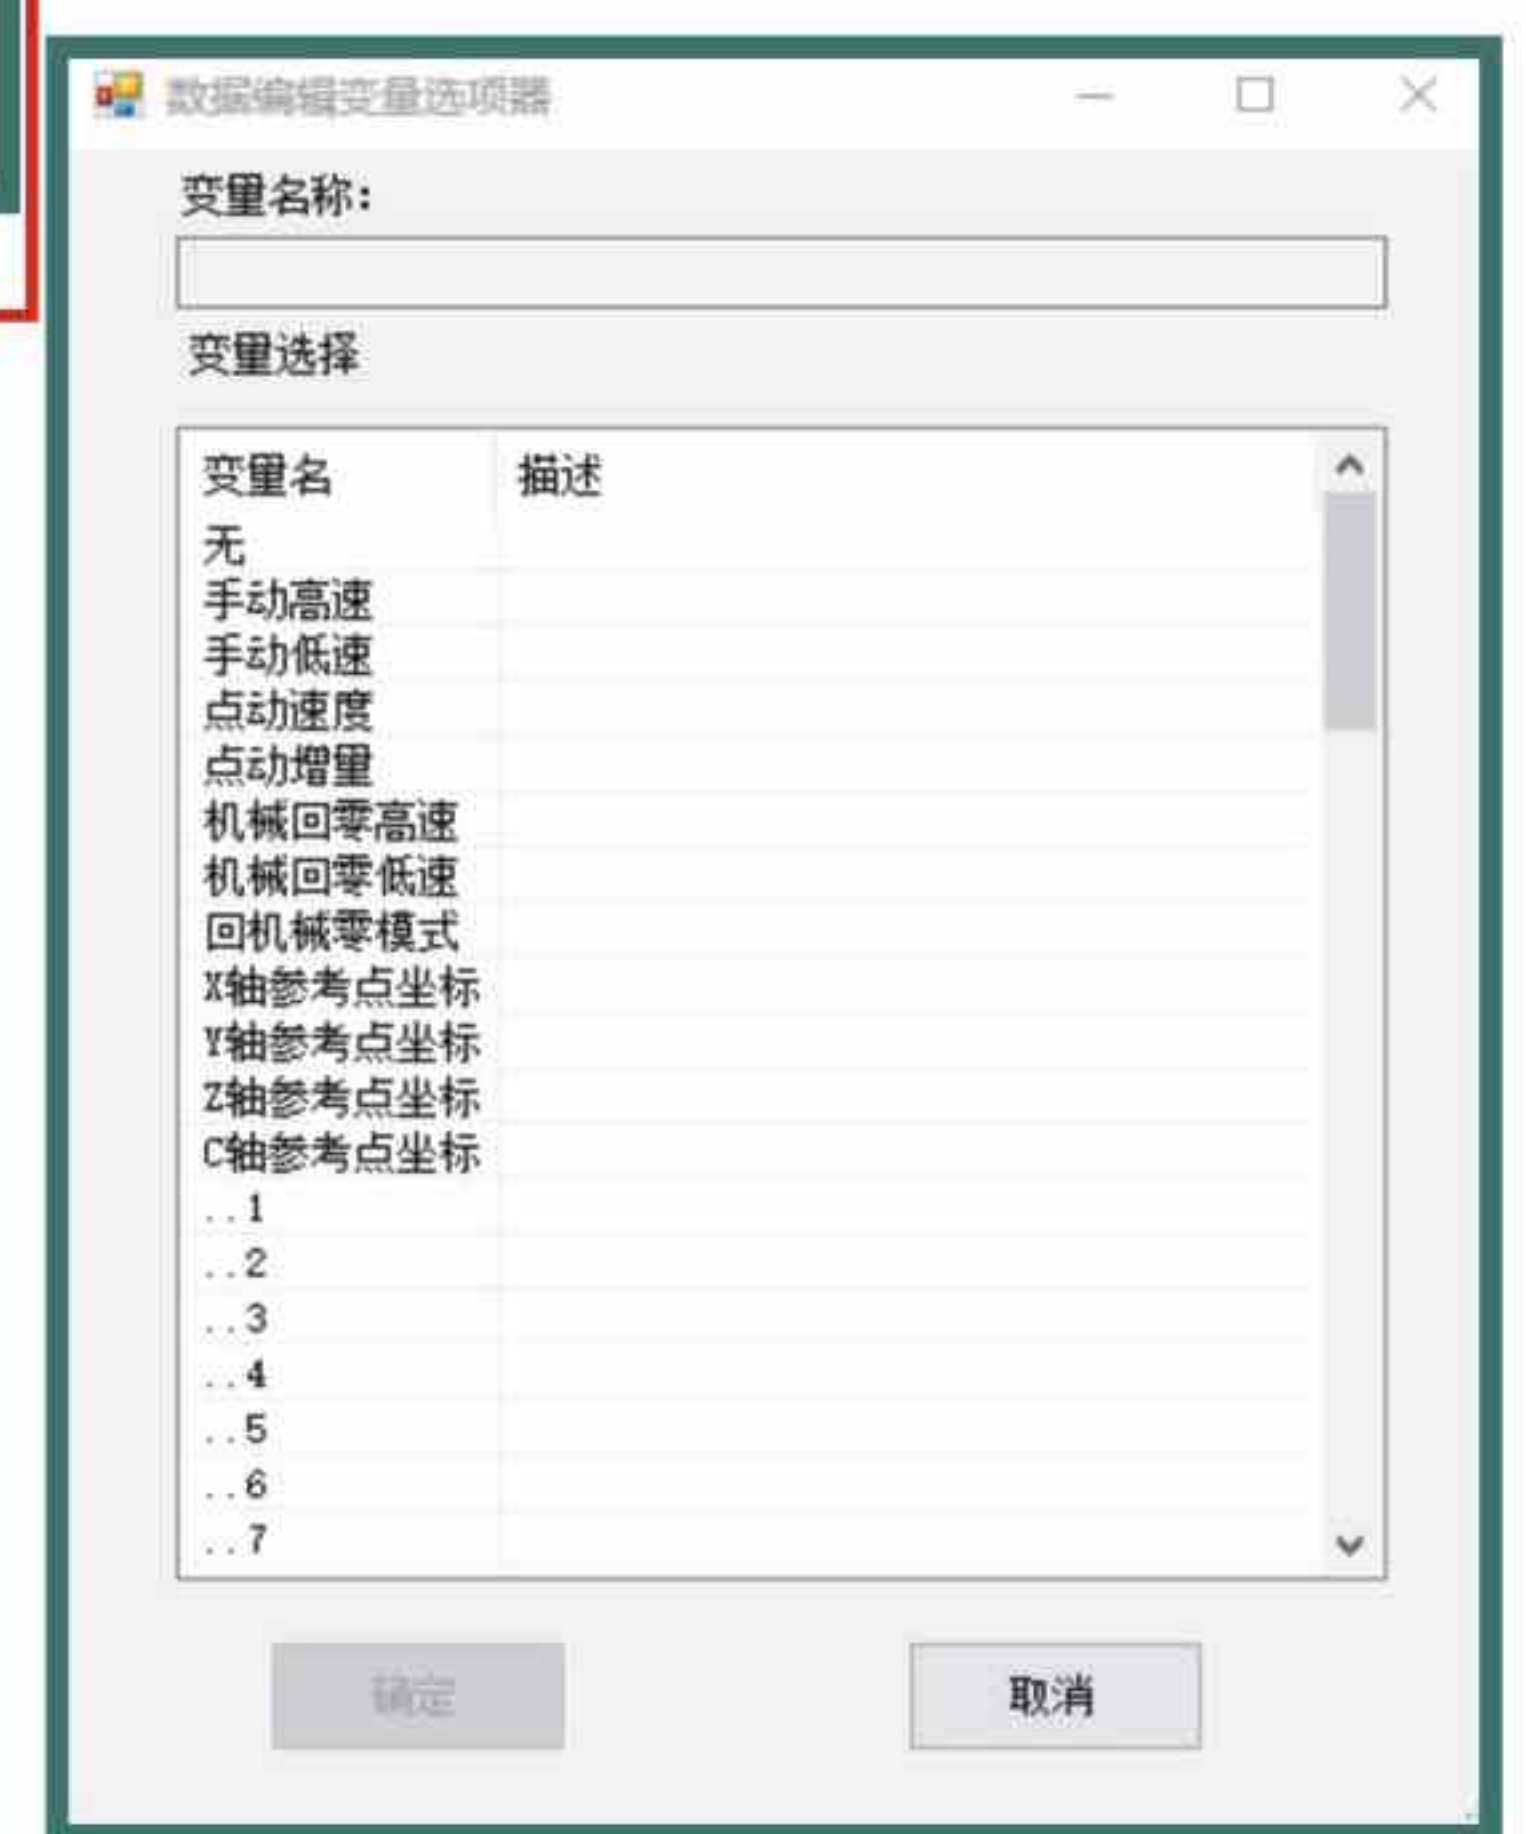 数据编辑变量选项器
变量名称：
变量选择
变量名 描述
无
手动高速
手动低速
点动速度
点动增量
机械回零高速
机械回零低速
回机械零模式
X轴参考点坐标
Y轴参考点坐标
Z轴参考点坐标
C轴参考点坐标
..1
..2
..3
..4
..5
..6
..7
确定 取消